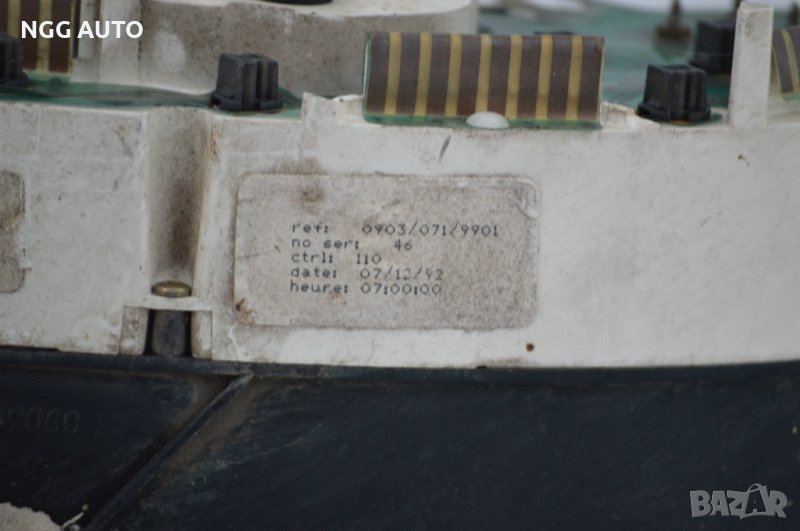 NGG AUTO
ref: 0903/071/9901
no ser: 46
ctrl: 110
date: 07/12/92
heure: 07:00:00
BAZAR